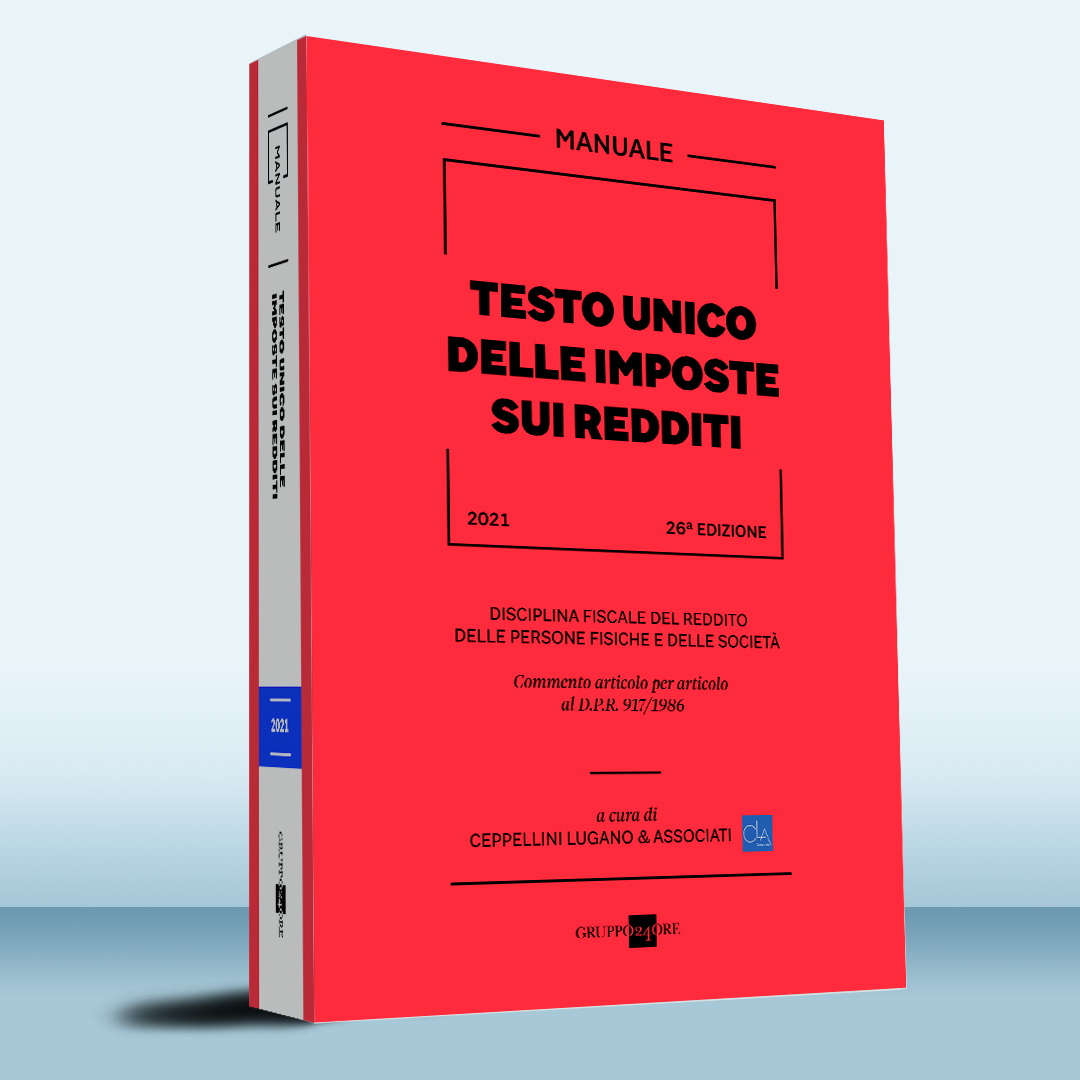 MANUALE
TESTO UNICO
DELLE IMPOSTE
SUI REDDITI
2021
26ª EDIZIONE
DISCIPLINA FISCALE DEL REDDITO
DELLE PERSONE FISICHE E DELLE SOCIETÀ
Commento articolo per articolo
al D.P.R. 917/1986
a cura di
CEPPELLINI LUGANO & ASSOCIATI
CLA
GRUPPO24ORE
MANUALE
TESTO UNICO DELLE
IMPOSTE SUI REDDITI
2021
GRUPPO24ORE